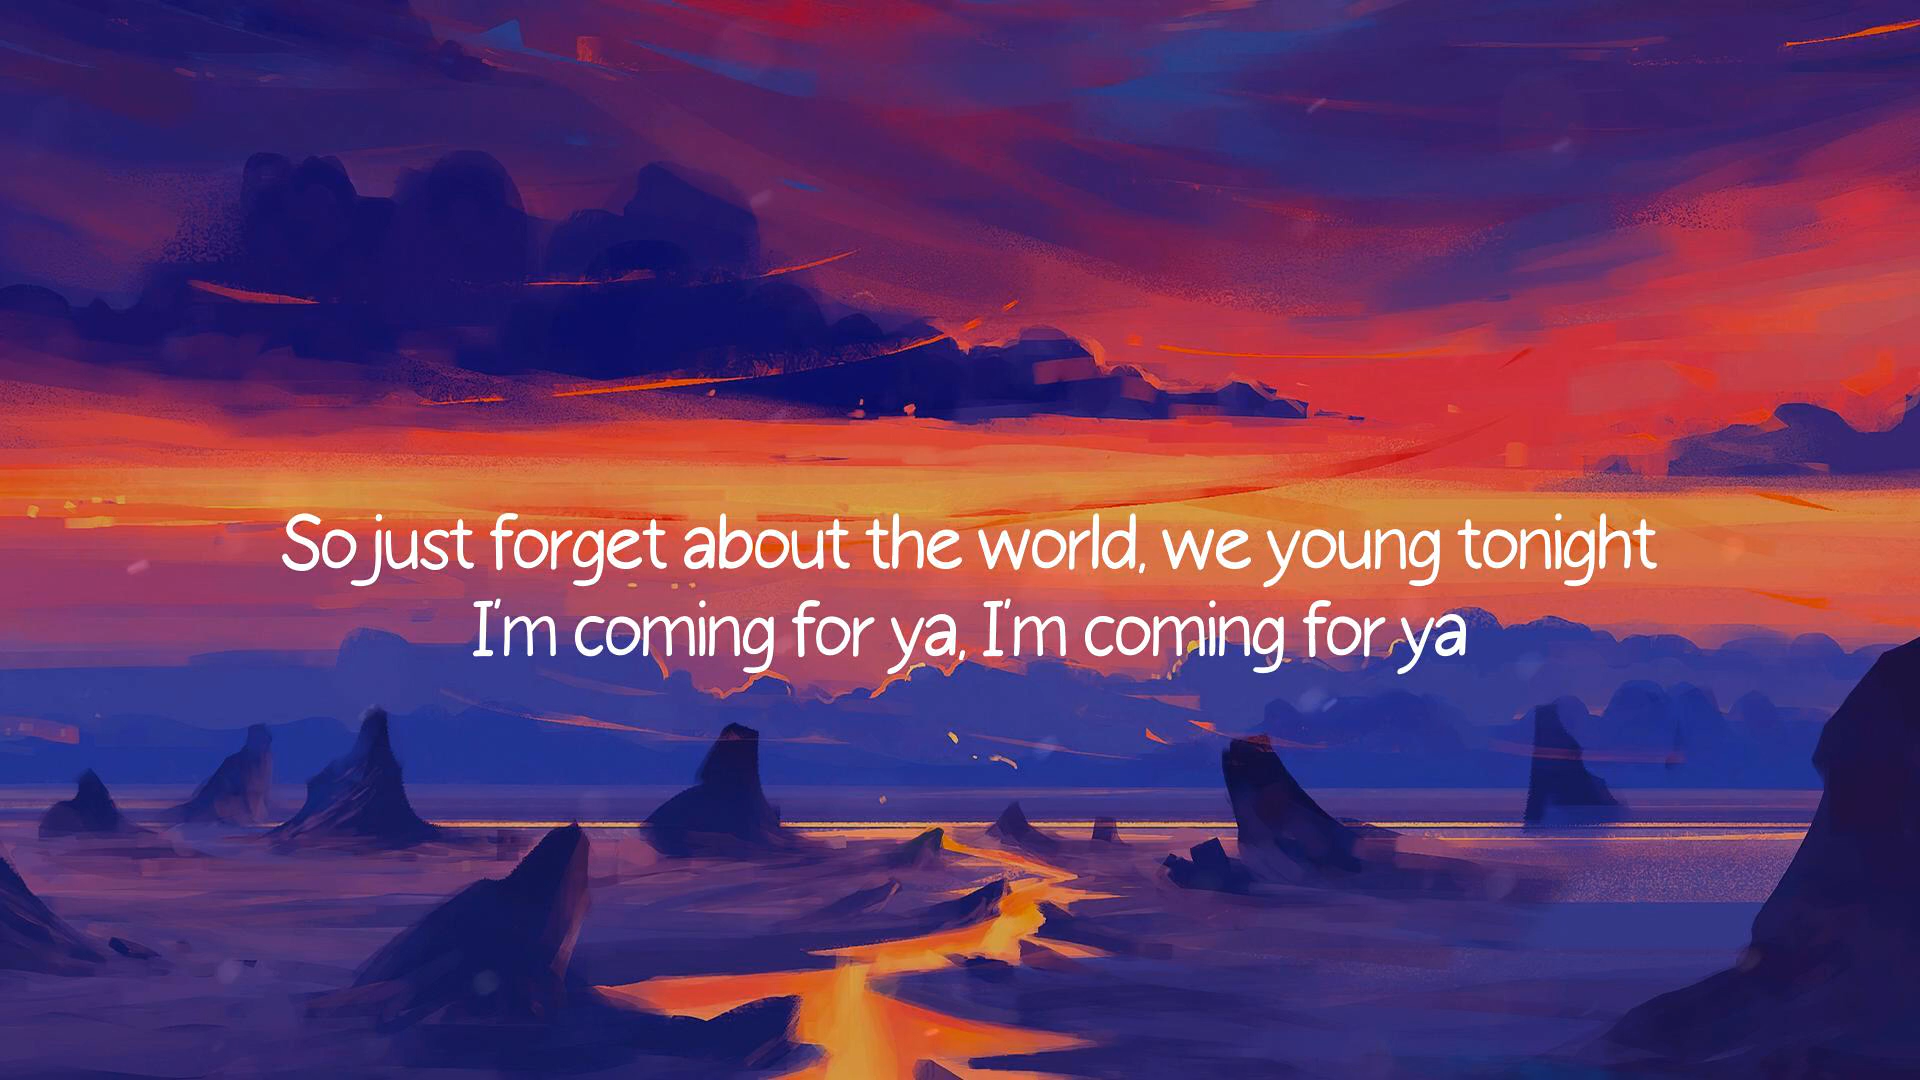 So just forget about the world, we young tonight
I'm coming for ya, I'm coming for ya